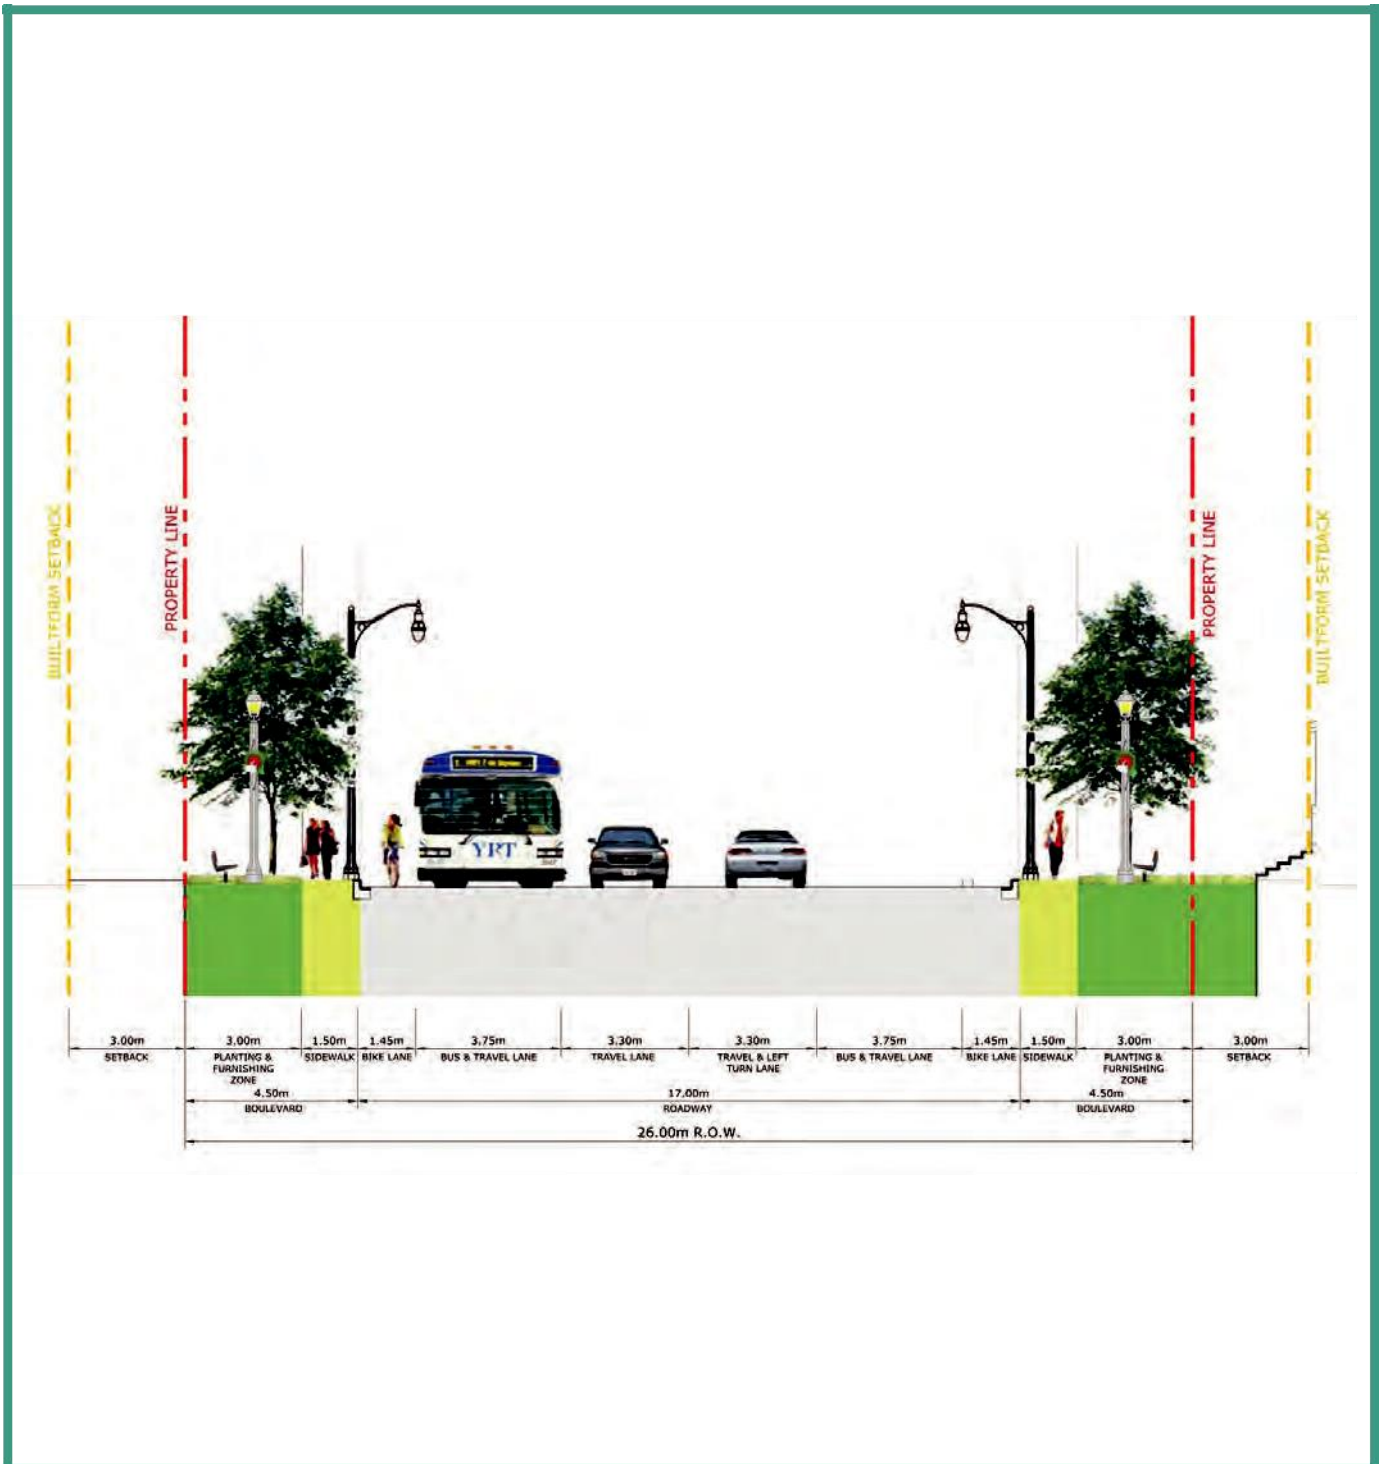 BUILTFORM SETBACK
PROPERTY LINE
PROPERTY LINE
BUILTFORM SETBACK
YRT
3.00m 3.00m 1.50m 1.45m 3.75m 3.30m 3.30m 3.75m 1.45m 1.50m 3.00m 3.00m
SETBACK PLANTING & SIDEWALK BIKE LANE BUS & TRAVEL LANE TRAVEL LANE TRAVEL & LEFT BUS & TRAVEL LANE BIKE LANE SIDEWALK PLANTING & SETBACK
FURNISHING TURN LANE FURNISHING
ZONE ZONE
4.50m 17.00m 4.50m
BOULEVARD ROADWAY BOULEVARD
26.00m R.O.W.